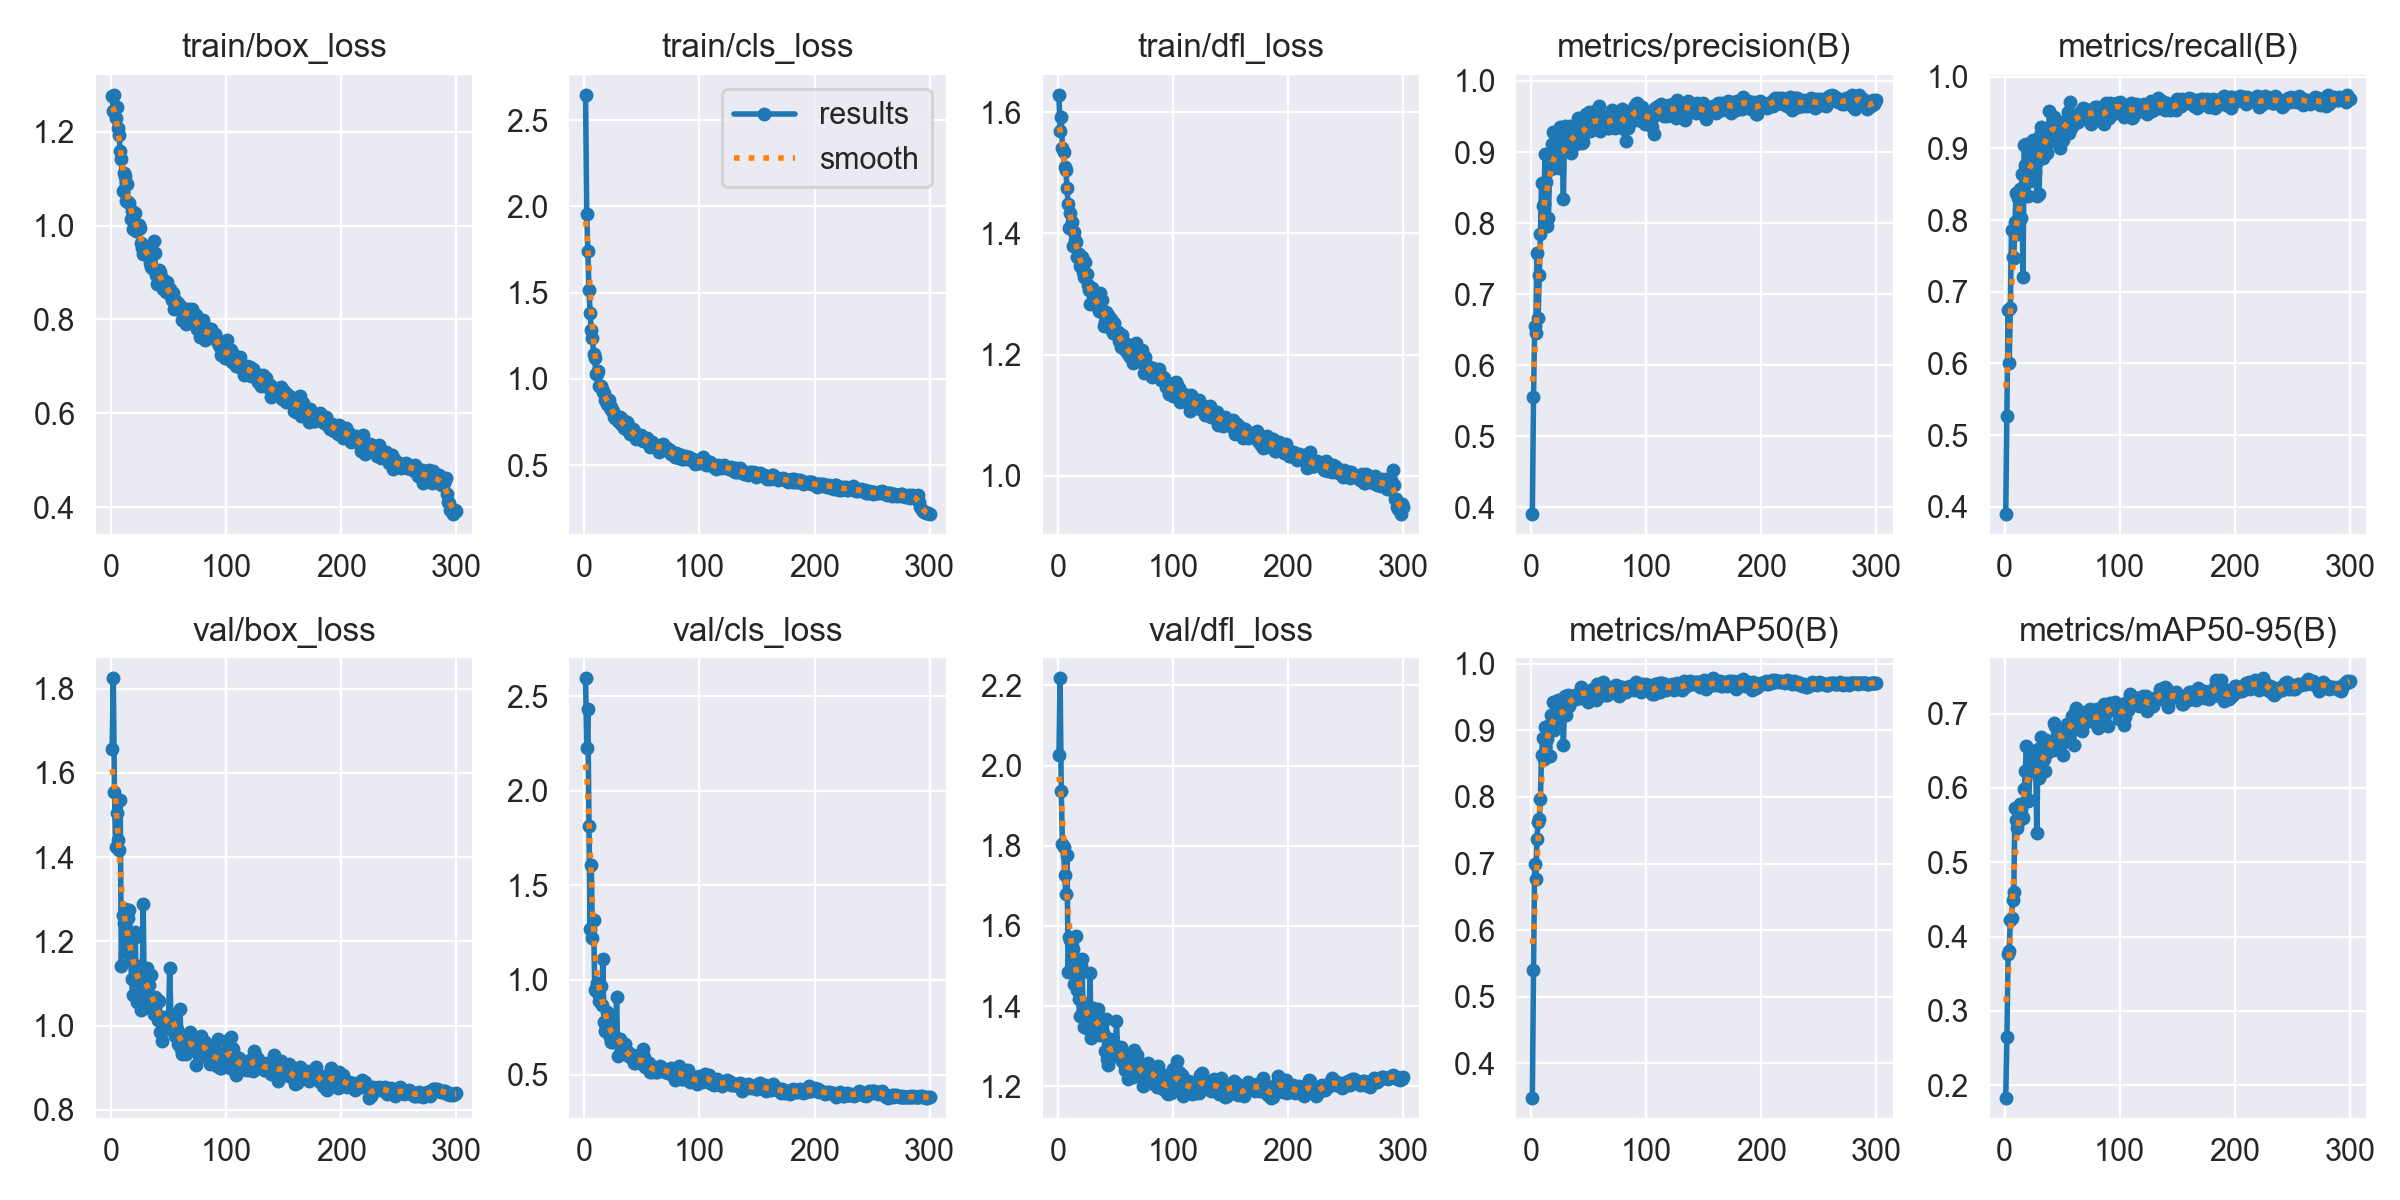 train/box_loss
1.2
1.0
0.8
0.6
0.4
0 100 200 300
train/cls_loss
results
smooth
2.5
2.0
1.5
1.0
0.5
0 100 200 300
train/dfl_loss
1.6
1.4
1.2
1.0
0 100 200 300
metrics/precision(B)
1.0
0.9
0.8
0.7
0.6
0.5
0.4
0 100 200 300
metrics/recall(B)
1.0
0.9
0.8
0.7
0.6
0.5
0.4
0 100 200 300
val/box_loss
1.8
1.6
1.4
1.2
1.0
0.8
0 100 200 300
val/cls_loss
2.5
2.0
1.5
1.0
0.5
0 100 200 300
val/dfl_loss
2.2
2.0
1.8
1.6
1.4
1.2
0 100 200 300
metrics/mAP50(B)
1.0
0.9
0.8
0.7
0.6
0.5
0.4
0 100 200 300
metrics/mAP50-95(B)
0.7
0.6
0.5
0.4
0.3
0.2
0 100 200 300